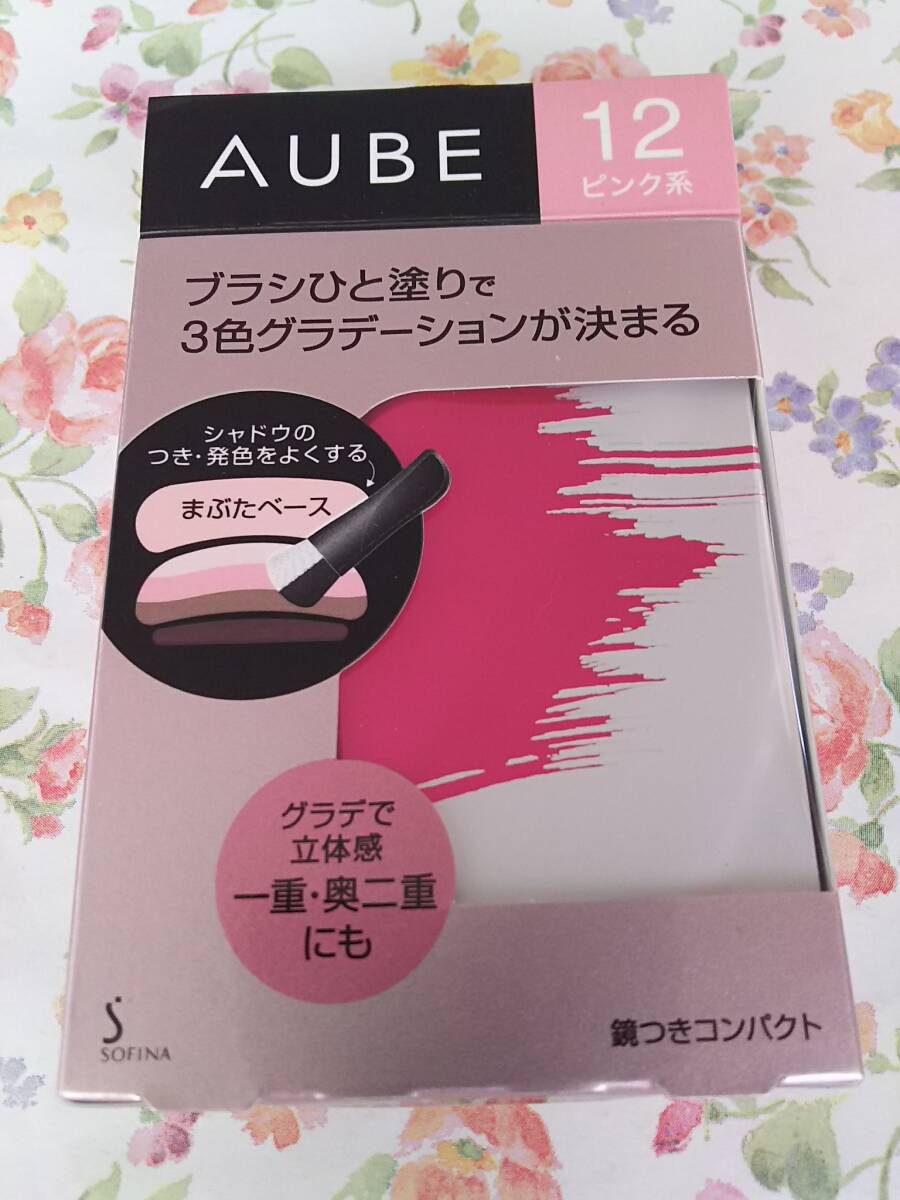 AUBE
12
ピンク系
ブラシひと塗りで
3色グラデーションが決まる
シャドウの
つき・発色をよくする
まぶたベース
グラデで
立体感
一重・奥二重
にも
SOFINA
鏡つきコンパクト